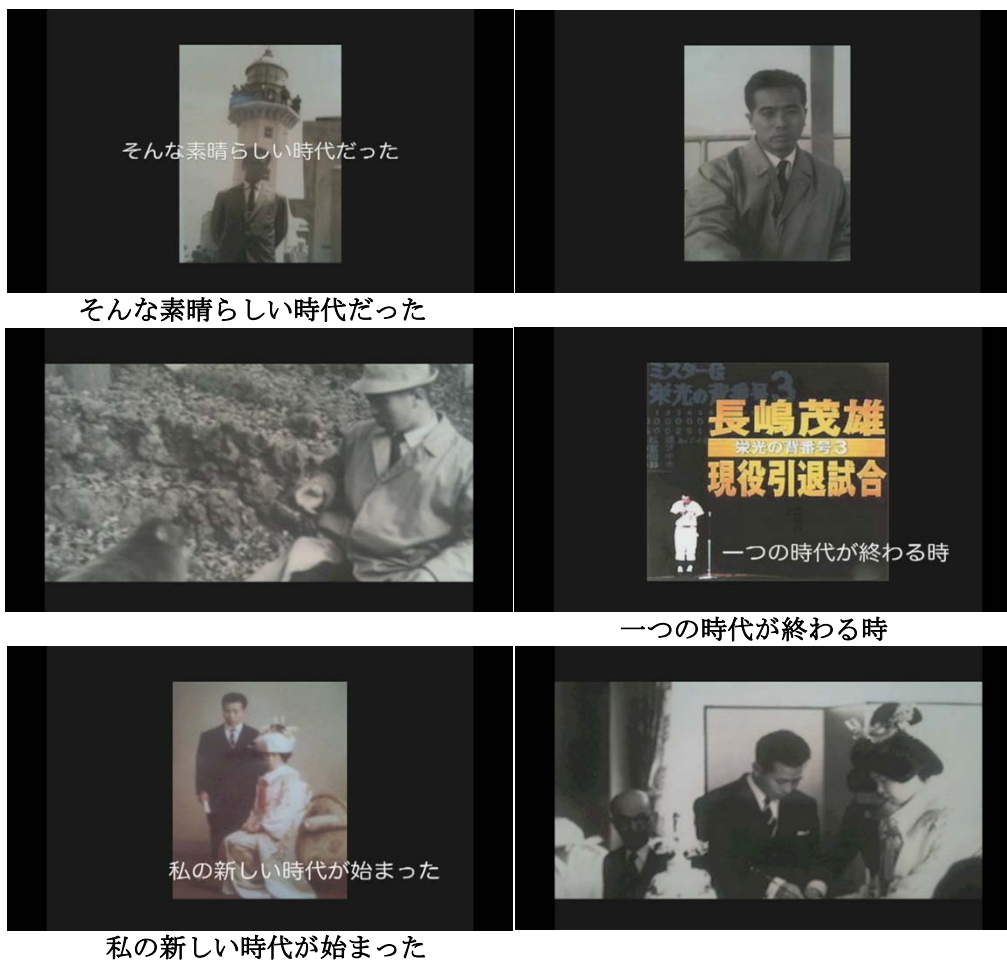 そんな素晴らしい時代だった
そんな素晴らしい時代だった
ミスターG
栄光の背番号3
長嶋茂雄
栄光の背番号3
現役引退試合
一つの時代が終わる時
一つの時代が終わる時
私の新しい時代が始まった
私の新しい時代が始まった